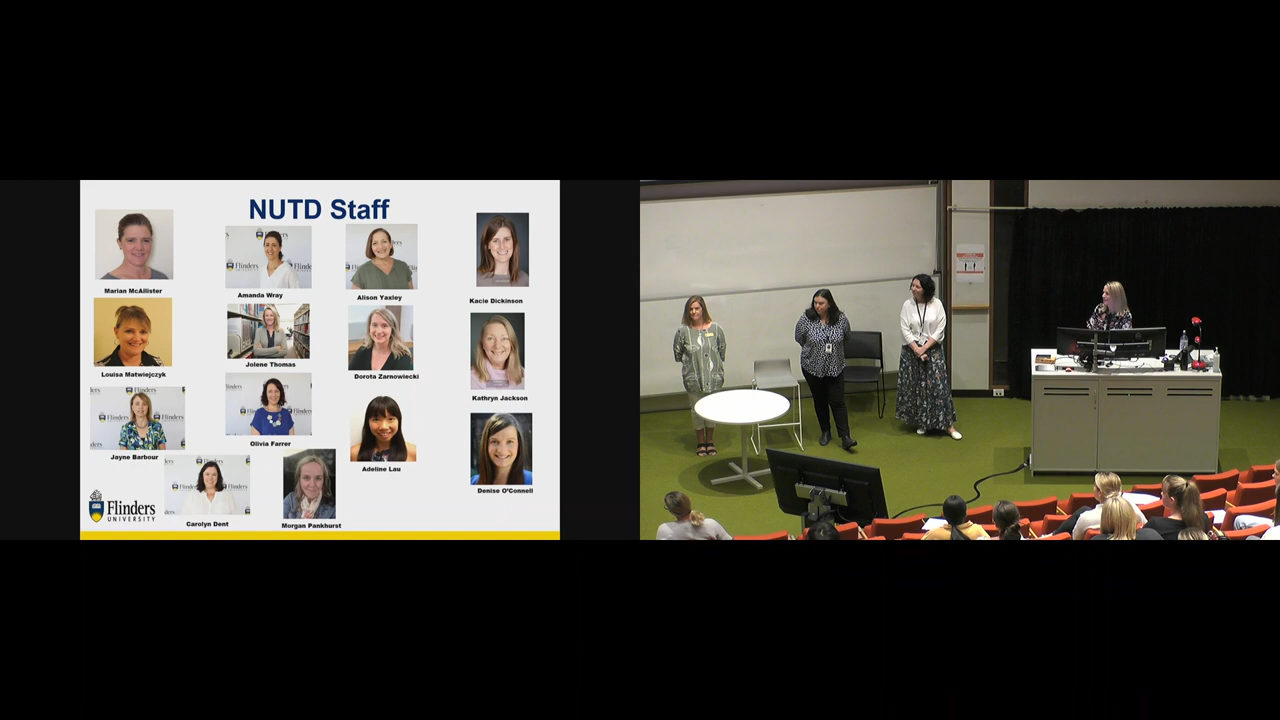 NUTD Staff
Marian McAllister
Amanda Wray
Alison Yaxley
Kacie Dickinson
Louisa Matwiejczyk
Jolene Thomas
Dorota Zarnowiecki
Kathryn Jackson
Jayne Barbour
Olivia Farrer
Adeline Lau
Denise O'Connell
Carolyn Dent
Morgan Pankhurst
Flinders
UNIVERSITY